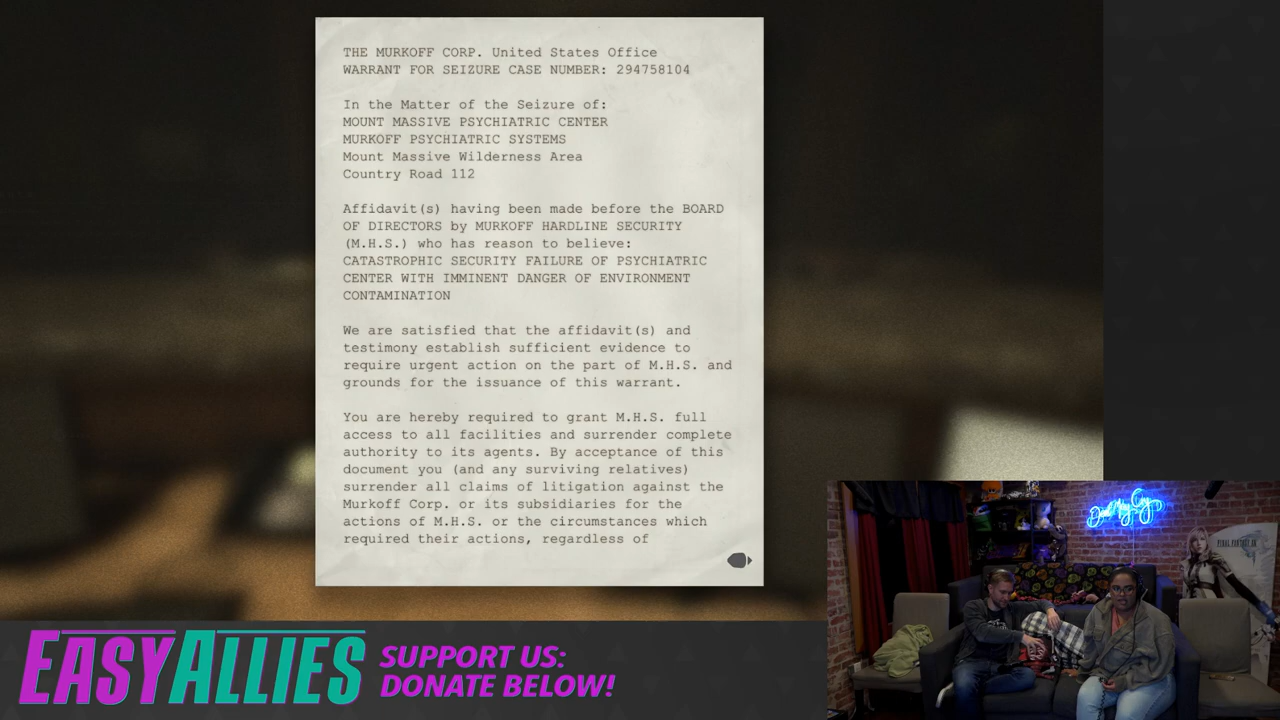 THE MURKOFF CORP. United States Office
WARRANT FOR SEIZURE CASE NUMBER: 294758104
In the Matter of the Seizure of:
MOUNT MASSIVE PSYCHIATRIC CENTER
MURKOFF PSYCHIATRIC SYSTEMS
Mount Massive Wilderness Area
Country Road 112
Affidavit(s) having been made before the BOARD
OF DIRECTORS by MURKOFF HARDLINE SECURITY
(M.H.S.) who has reason to believe:
CATASTROPHIC SECURITY FAILURE OF PSYCHIATRIC
CENTER WITH IMMINENT DANGER OF ENVIRONMENT
CONTAMINATION
We are satisfied that the affidavit(s) and
testimony establish sufficient evidence to
require urgent action on the part of M.H.S. and
grounds for the issuance of this warrant.
You are hereby required to grant M.H.S. full
access to all facilities and surrender complete
authority to its agents. By acceptance of this
document you (and any surviving relatives)
surrender all claims of litigation against the
Murkoff Corp. or its subsidiaries for the
actions of M.H.S. or the circumstances which
required their actions, regardless of
Devil May Cry
FINAL FANTASY XIII
EASYALLIES
SUPPORT US:
DONATE BELOW!